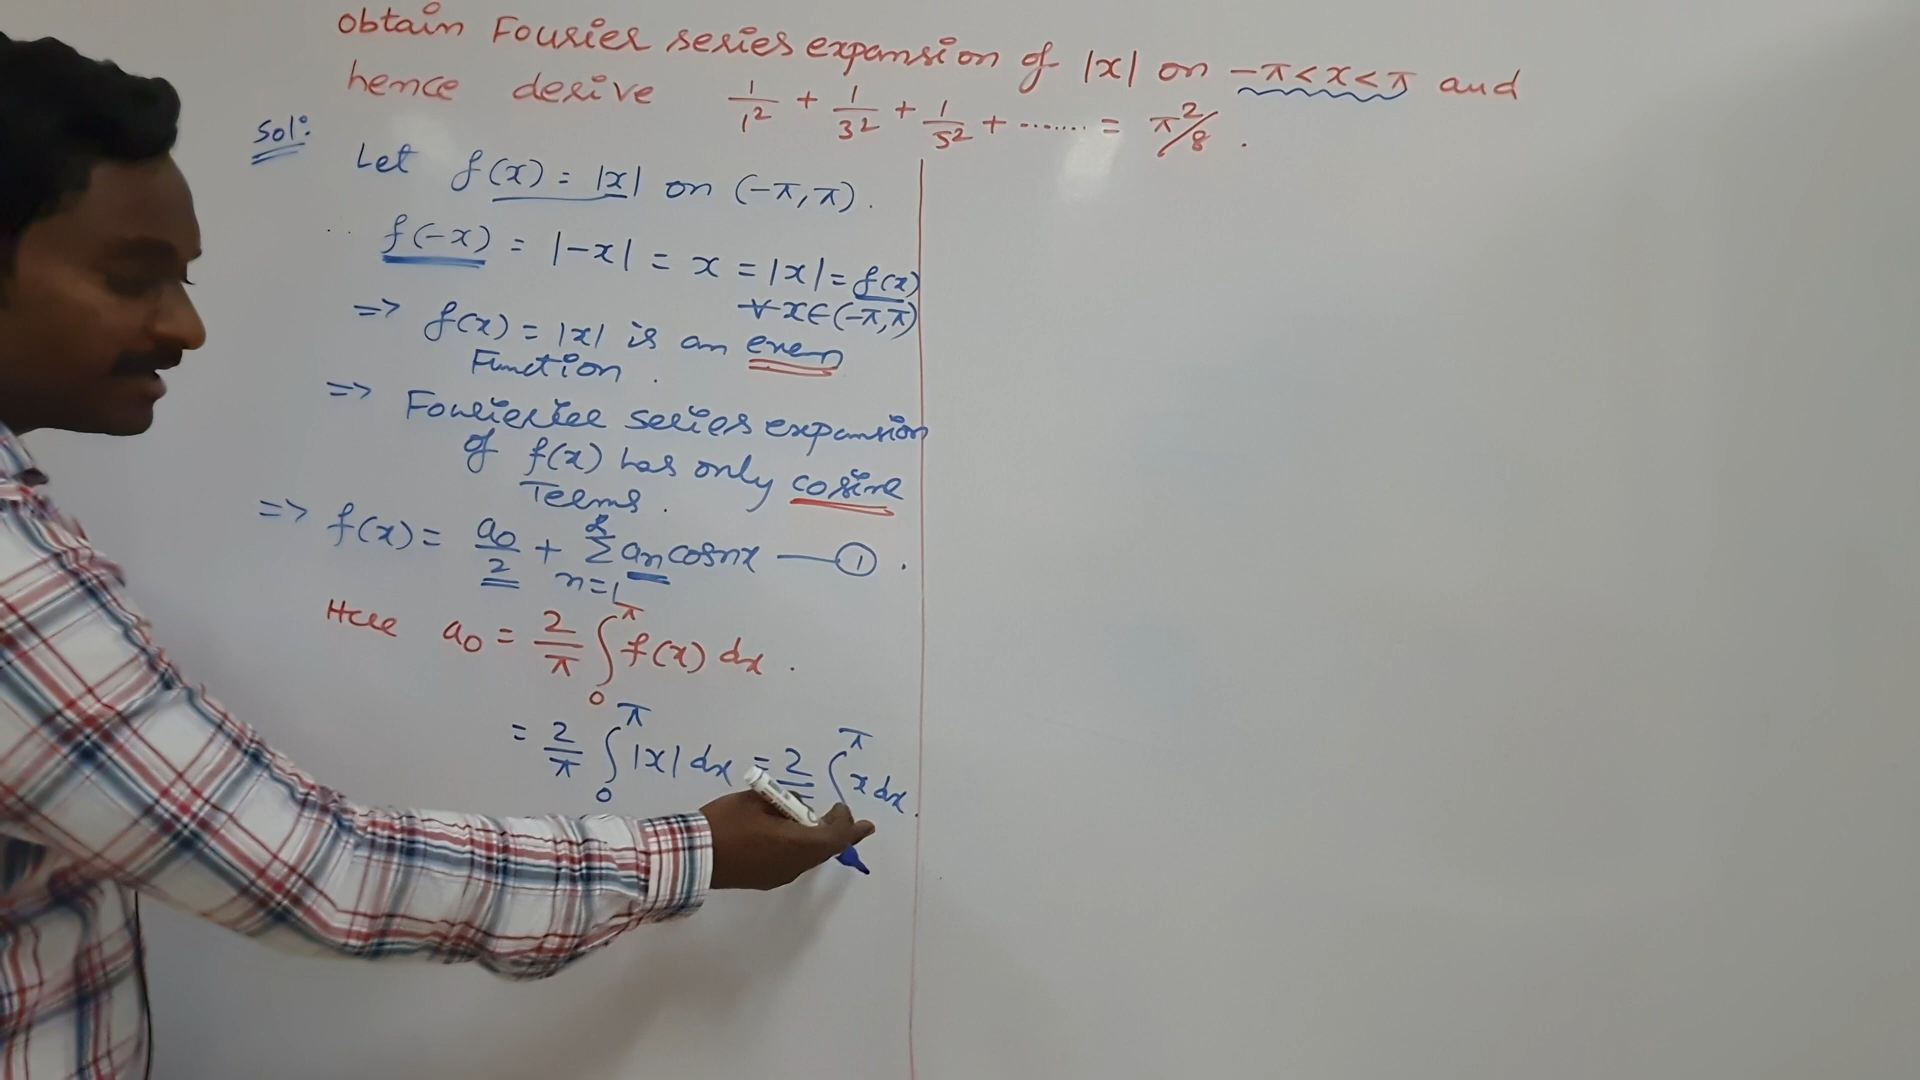 obtain Fourier series expansion of |x| on -π<x<π and
hence derive 1/1² + 1/3² + 1/5² + ....... = π²/8 .
Sol:
Let f(x) = |x| on (-π,π).
f(-x) = |-x| = x = |x| = f(x)
∀ x∈(-π,π)
=> f(x) = |x| is an even
Function .
=> Fourier series expansion
of f(x) has only cosine
Terms .
=> f(x) = a0/2 + ∑ n=1 ∞ an cosnx — ① .
Here a0 = 2/π ∫₀^π f(x) dx .
= 2/π ∫₀^π |x| dx = 2/π ∫ ^π x dx .